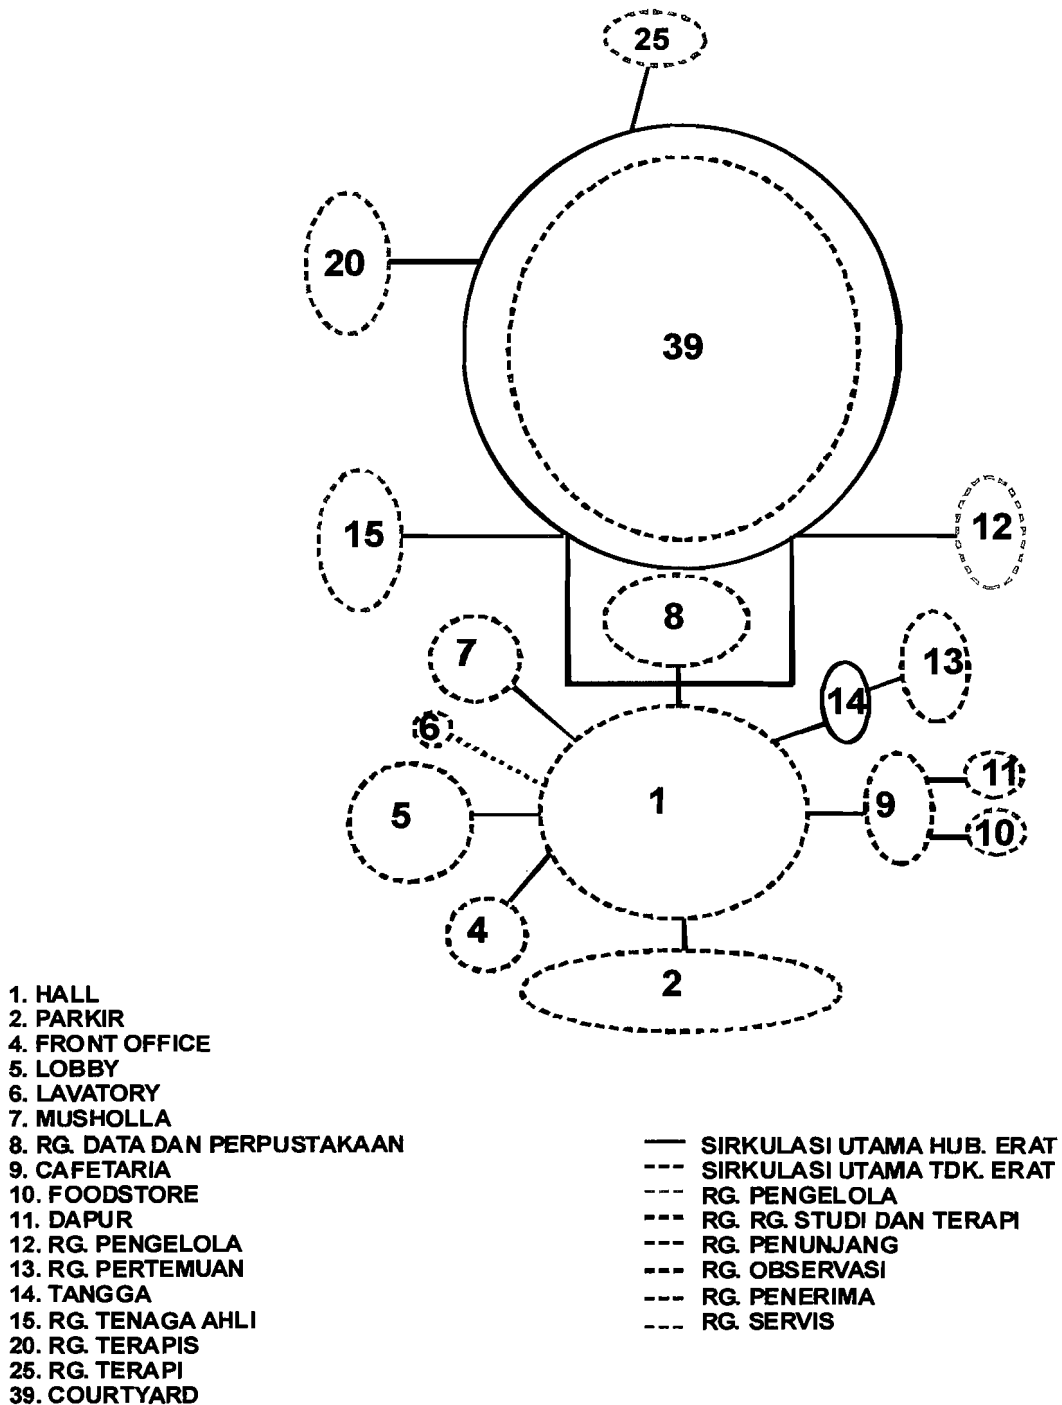 25
20
39
15
12
8
7
13
14
6
11
5
1
9
10
4
2
1. HALL
2. PARKIR
4. FRONT OFFICE
5. LOBBY
6. LAVATORY
7. MUSHOLLA
8. RG. DATA DAN PERPUSTAKAAN
9. CAFETARIA
10. FOODSTORE
11. DAPUR
12. RG. PENGELOLA
13. RG. PERTEMUAN
14. TANGGA
15. RG. TENAGA AHLI
20. RG. TERAPIS
25. RG. TERAPI
39. COURTYARD
SIRKULASI UTAMA HUB. ERAT
SIRKULASI UTAMA TDK. ERAT
RG. PENGELOLA
RG. RG. STUDI DAN TERAPI
RG. PENUNJANG
RG. OBSERVASI
RG. PENERIMA
RG. SERVIS